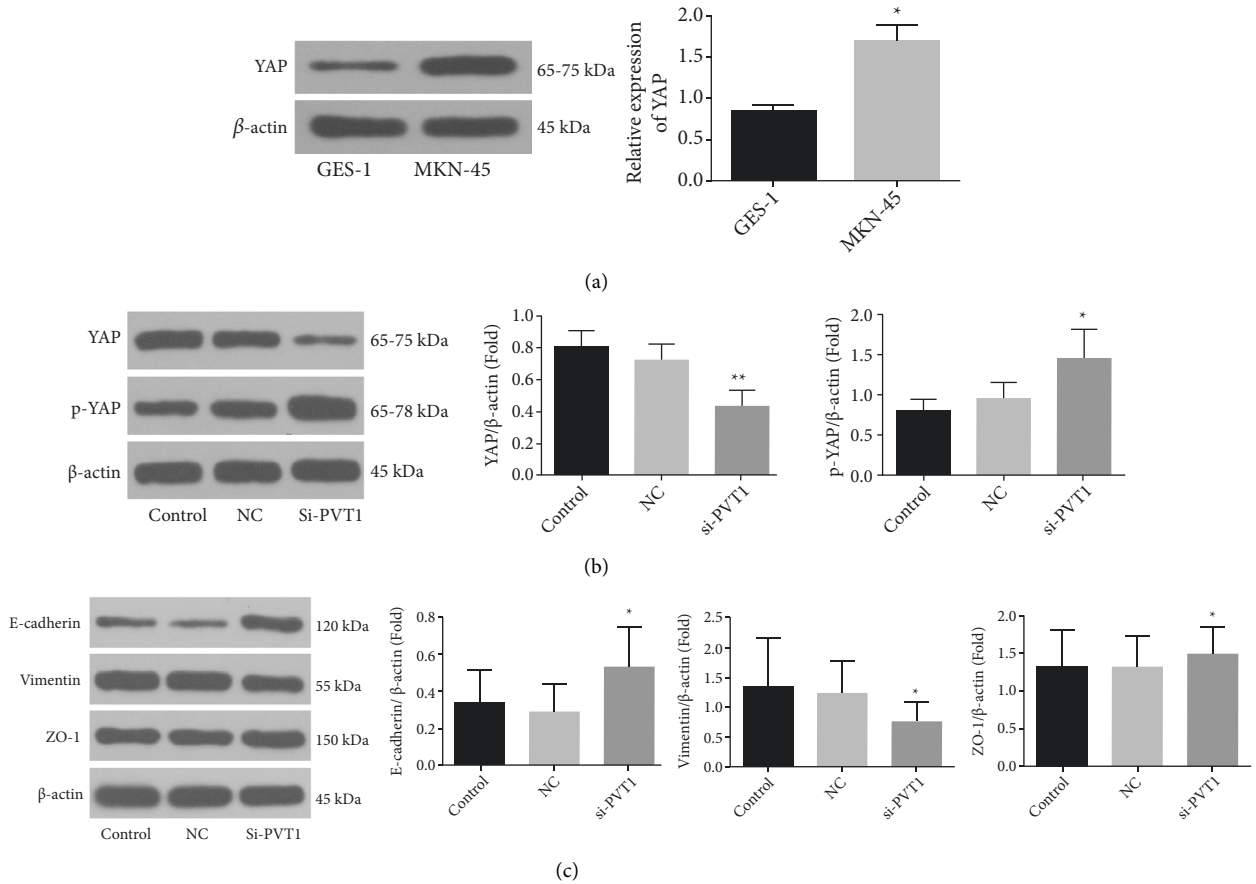 YAP
65-75 kDa
β-actin
45 kDa
GES-1 MKN-45
Relative expression
of YAP
2.0
1.5
1.0
0.5
0.0
*
GES-1
MKN-45
(a)
YAP
65-75 kDa
p-YAP
65-78 kDa
β-actin
45 kDa
Control NC Si-PVT1
YAP/β-actin (Fold)
1.0
0.8
0.6
0.4
0.2
0.0
**
Control
NC
si-PVT1
p-YAP/β-actin (Fold)
2.0
1.5
1.0
0.5
0.0
*
Control
NC
si-PVT1
(b)
E-cadherin
120 kDa
Vimentin
55 kDa
ZO-1
150 kDa
β-actin
45 kDa
Control NC Si-PVT1
E-cadherin/ β-actin (Fold)
0.8
0.6
0.4
0.2
0.0
*
Control
NC
si-PVT1
Vimentin/β-actin (Fold)
2.5
2.0
1.5
1.0
0.5
0.0
*
Control
NC
si-PVT1
ZO-1/β-actin (Fold)
2.0
1.5
1.0
0.5
0.0
*
Control
NC
si-PVT1
(c)